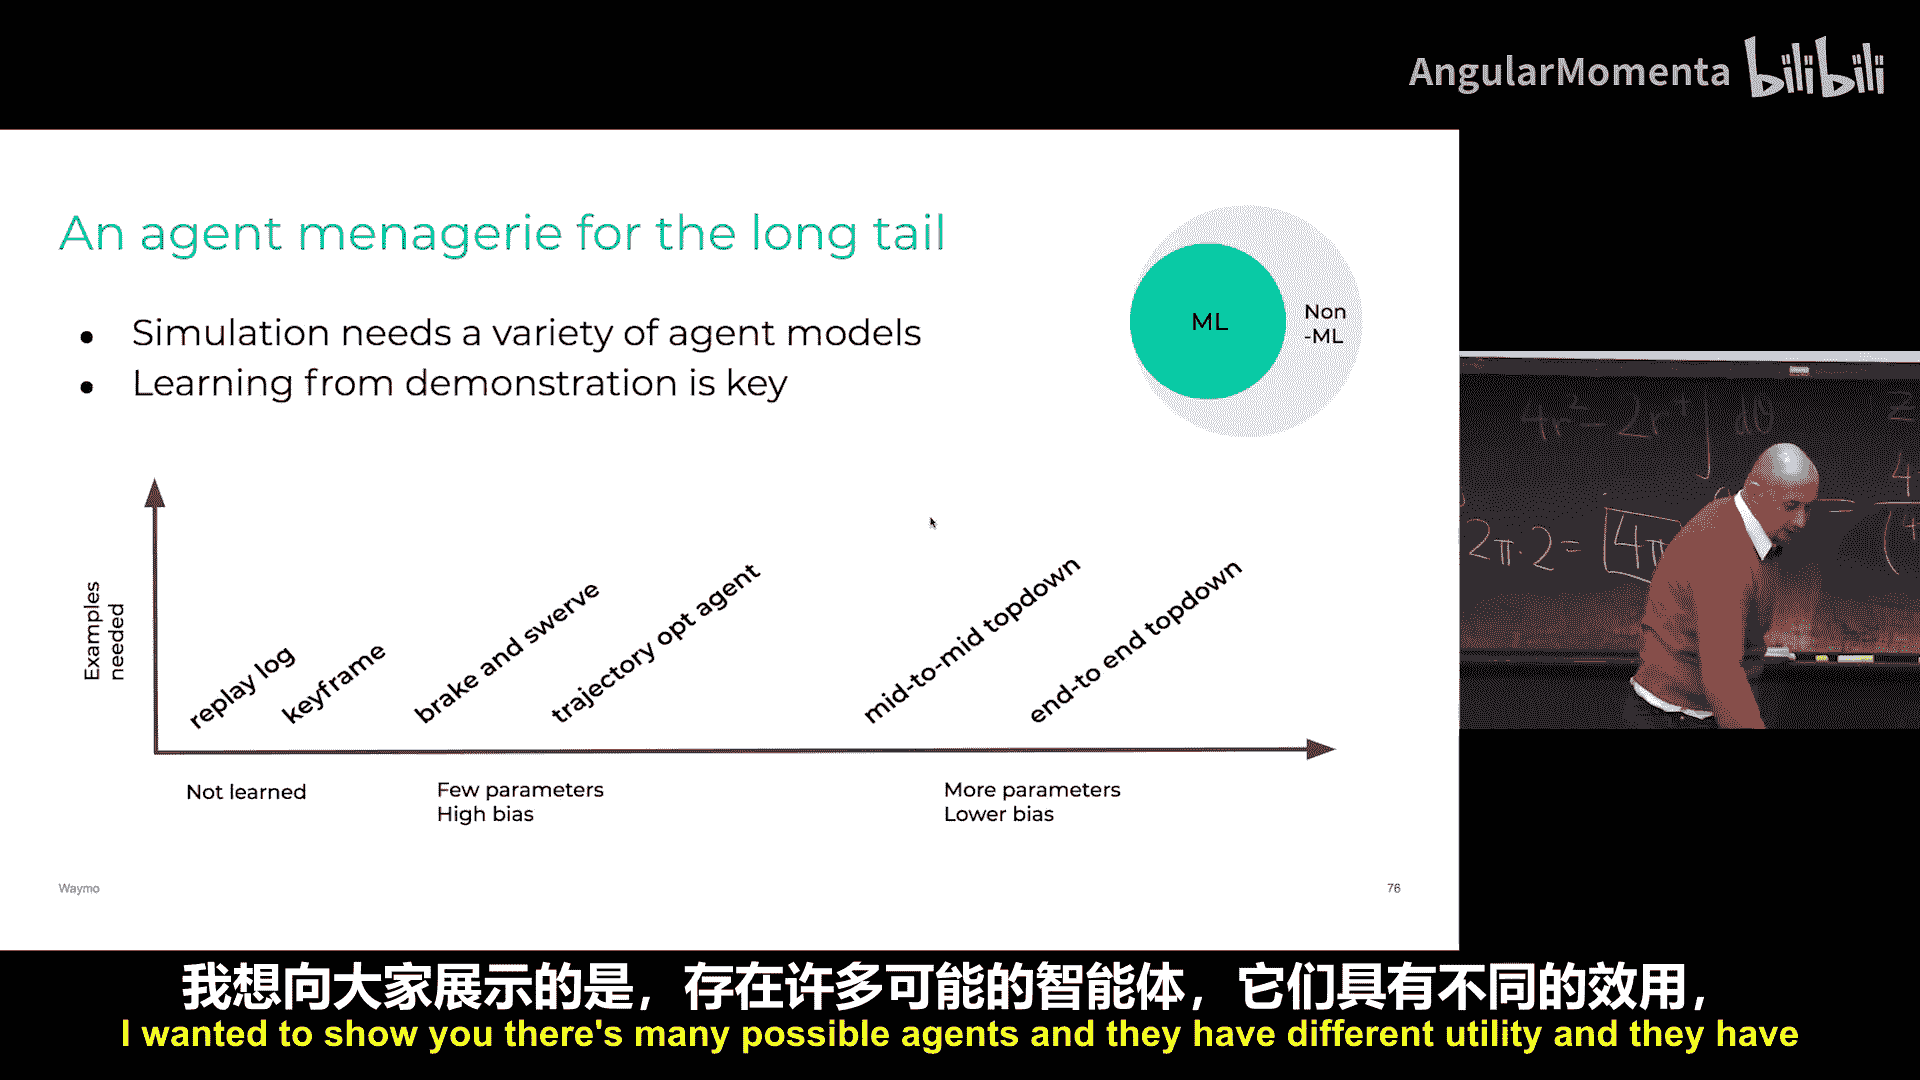 AngularMomenta bilibili
An agent menagerie for the long tail
• Simulation needs a variety of agent models
• Learning from demonstration is key
ML
Non
-ML
Examples
needed
replay log
keyframe
brake and swerve
trajectory opt agent
mid-to-mid topdown
end-to end topdown
Not learned
Few parameters
High bias
More parameters
Lower bias
Waymo
76
4r² - 2r⁴ ∫ dθ
2π·2=
我想向大家展示的是，存在许多可能的智能体，它们具有不同的效用，
I wanted to show you there's many possible agents and they have different utility and they have